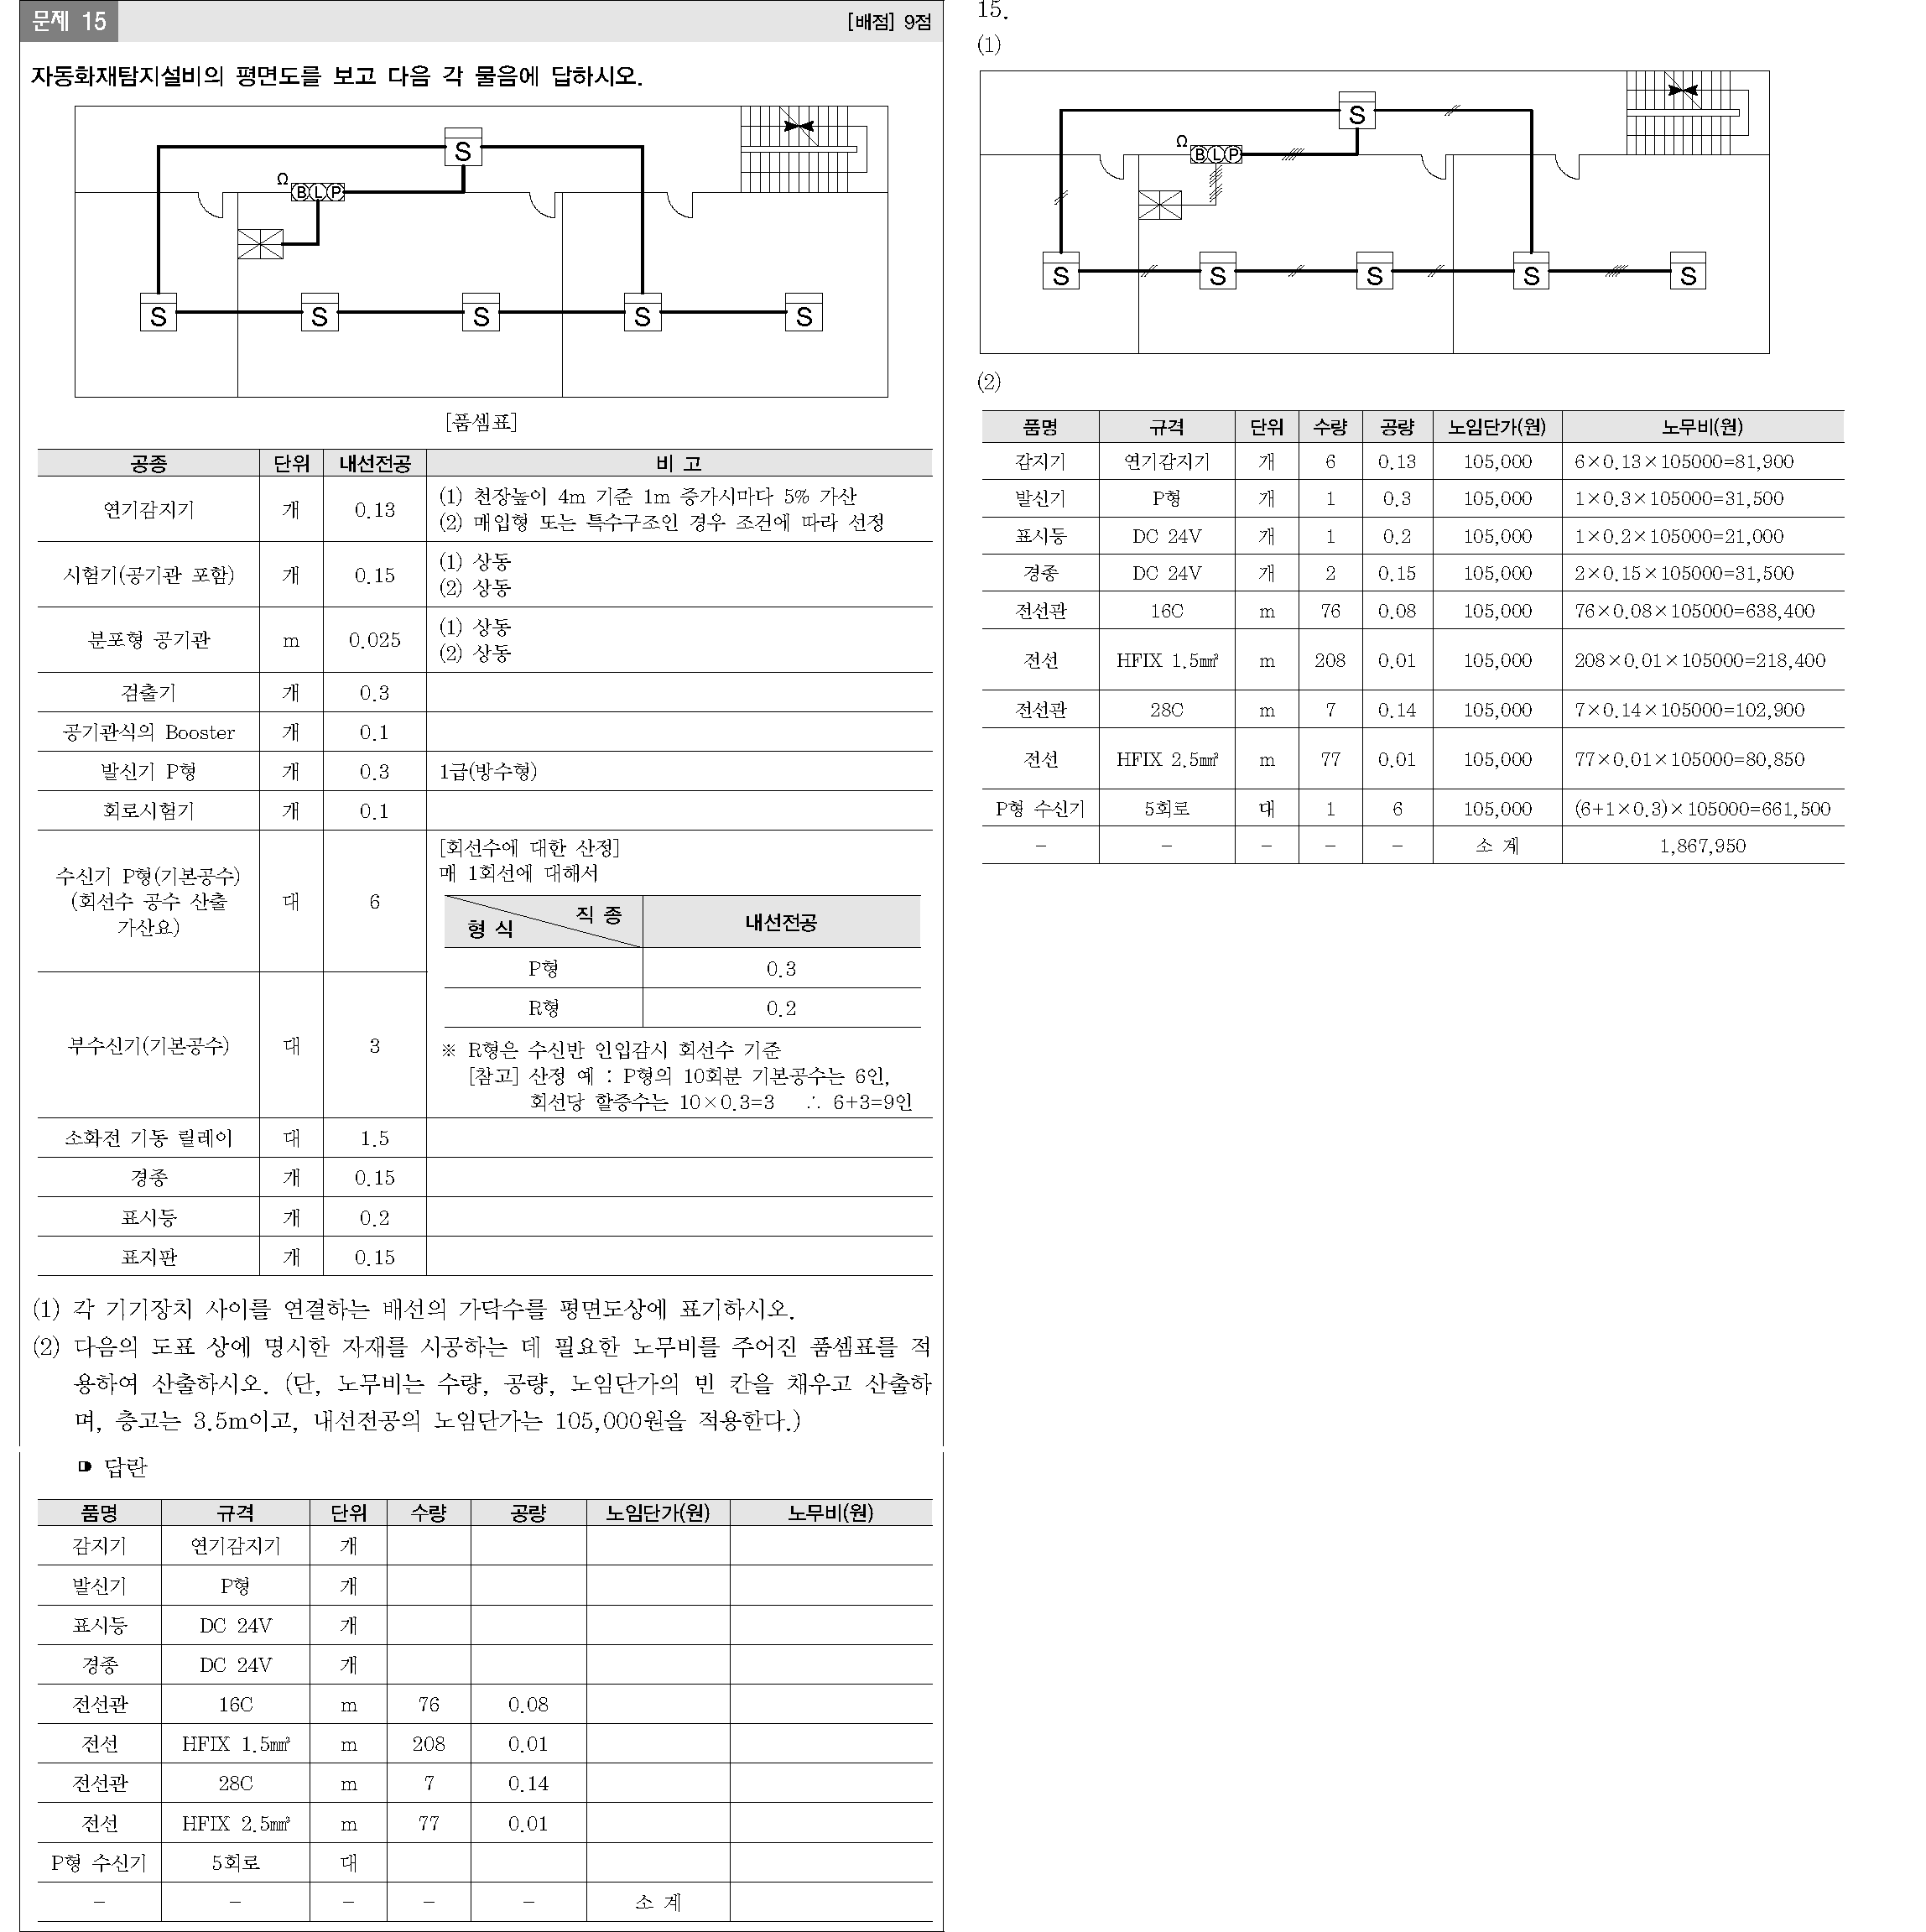 문제 15
[배점] 9점
자동화재탐지설비의 평면도를 보고 다음 각 물음에 답하시오.
S
Ω
B L P
S S S S S
[품셈표]
공종 단위 내선전공 비 고
연기감지기 개 0.13 (1) 천장높이 4m 기준 1m 증가시마다 5% 가산
(2) 매입형 또는 특수구조인 경우 조건에 따라 선정
시험기(공기관 포함) 개 0.15 (1) 상동
(2) 상동
분포형 공기관 m 0.025 (1) 상동
(2) 상동
검출기 개 0.3
공기관식의 Booster 개 0.1
발신기 P형 개 0.3 1급(방수형)
회로시험기 개 0.1
수신기 P형(기본공수)
(회선수 공수 산출
가산요)
대 6
[회선수에 대한 산정]
매 1회선에 대해서
직 종
형 식
내선전공
P형 0.3
R형 0.2
부수신기(기본공수) 대 3
※ R형은 수신반 인입감시 회선수 기준
[참고] 산정 예 : P형의 10회분 기본공수는 6인,
회선당 할증수는 10×0.3=3 ∴ 6+3=9인
소화전 기동 릴레이 대 1.5
경종 개 0.15
표시등 개 0.2
표지판 개 0.15
(1) 각 기기장치 사이를 연결하는 배선의 가닥수를 평면도상에 표기하시오.
(2) 다음의 도표 상에 명시한 자재를 시공하는 데 필요한 노무비를 주어진 품셈표를 적
용하여 산출하시오. (단, 노무비는 수량, 공량, 노임단가의 빈 칸을 채우고 산출하
며, 층고는 3.5m이고, 내선전공의 노임단가는 105,000원을 적용한다.)
답란
품명 규격 단위 수량 공량 노임단가(원) 노무비(원)
감지기 연기감지기 개
발신기 P형 개
표시등 DC 24V 개
경종 DC 24V 개
전선관 16C m 76 0.08
전선 HFIX 1.5㎟ m 208 0.01
전선관 28C m 7 0.14
전선 HFIX 2.5㎟ m 77 0.01
P형 수신기 5회로 대
- - - - - 소 계
15.
(1)
S
Ω
B L P
S S S S S
(2)
품명 규격 단위 수량 공량 노임단가(원) 노무비(원)
감지기 연기감지기 개 6 0.13 105,000 6×0.13×105000=81,900
발신기 P형 개 1 0.3 105,000 1×0.3×105000=31,500
표시등 DC 24V 개 1 0.2 105,000 1×0.2×105000=21,000
경종 DC 24V 개 2 0.15 105,000 2×0.15×105000=31,500
전선관 16C m 76 0.08 105,000 76×0.08×105000=638,400
전선 HFIX 1.5㎟ m 208 0.01 105,000 208×0.01×105000=218,400
전선관 28C m 7 0.14 105,000 7×0.14×105000=102,900
전선 HFIX 2.5㎟ m 77 0.01 105,000 77×0.01×105000=80,850
P형 수신기 5회로 대 1 6 105,000 (6+1×0.3)×105000=661,500
- - - - - 소 계 1,867,950